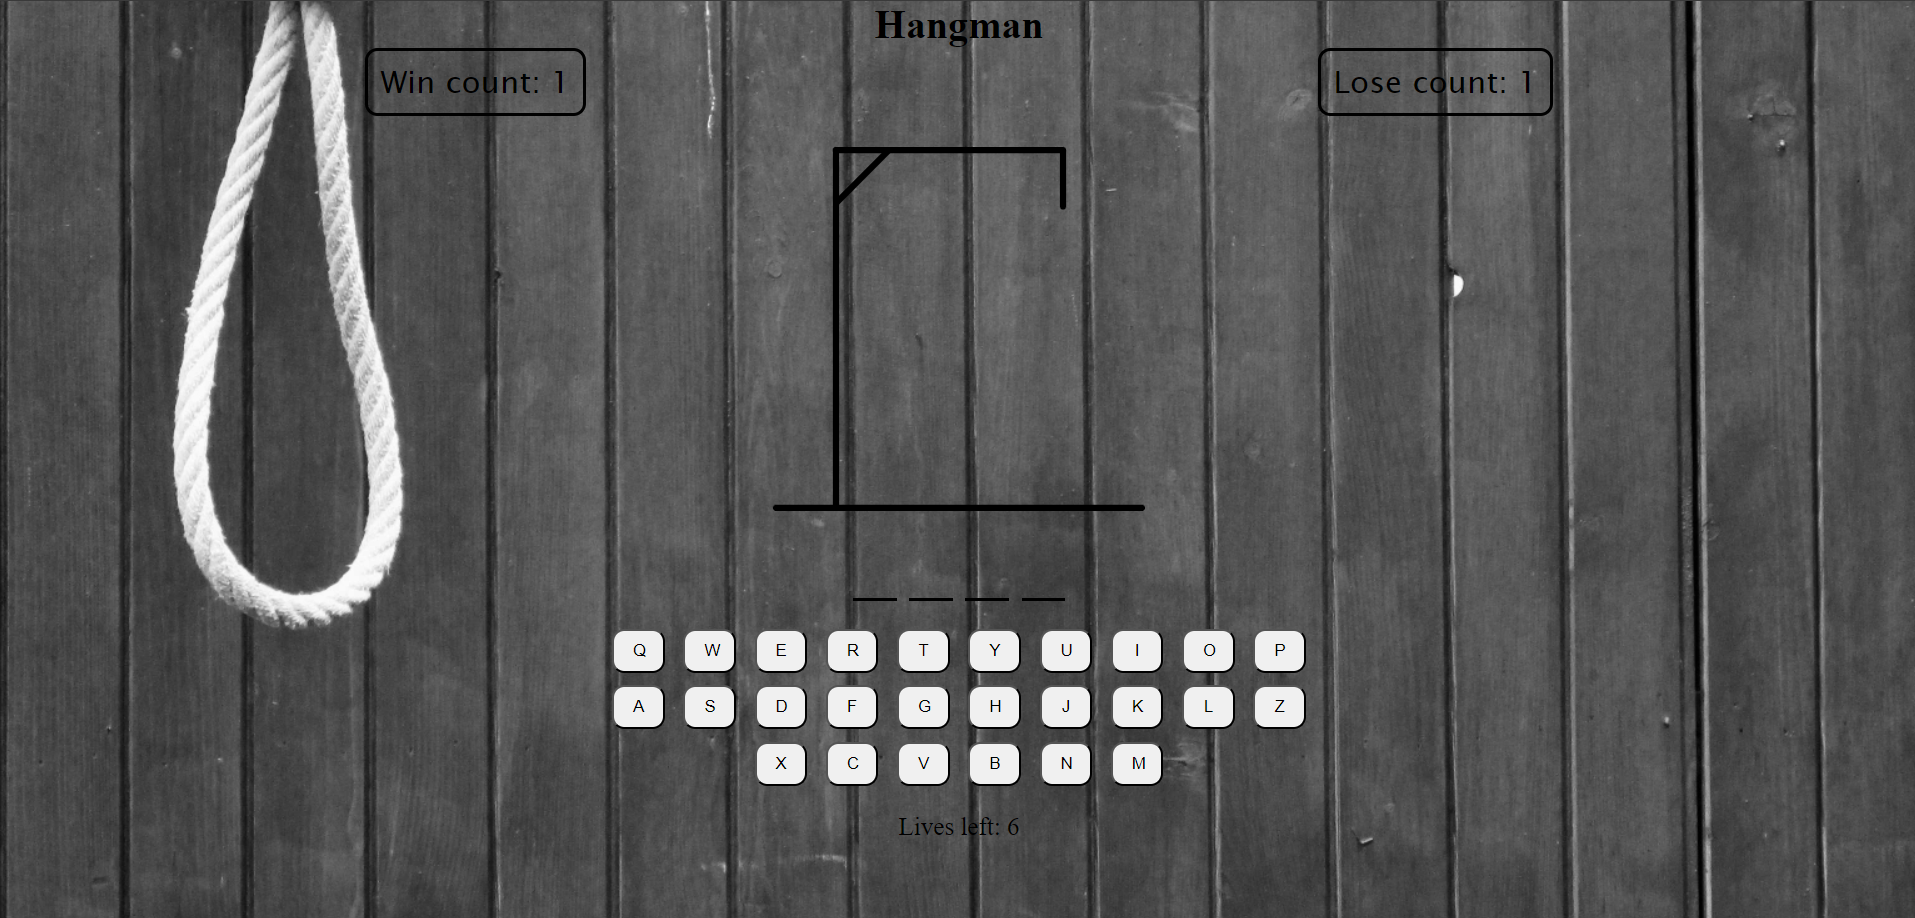 Hangman
Win count: 1
Lose count: 1
Q W E R T Y U I O P
A S D F G H J K L Z
X C V B N M
Lives left: 6